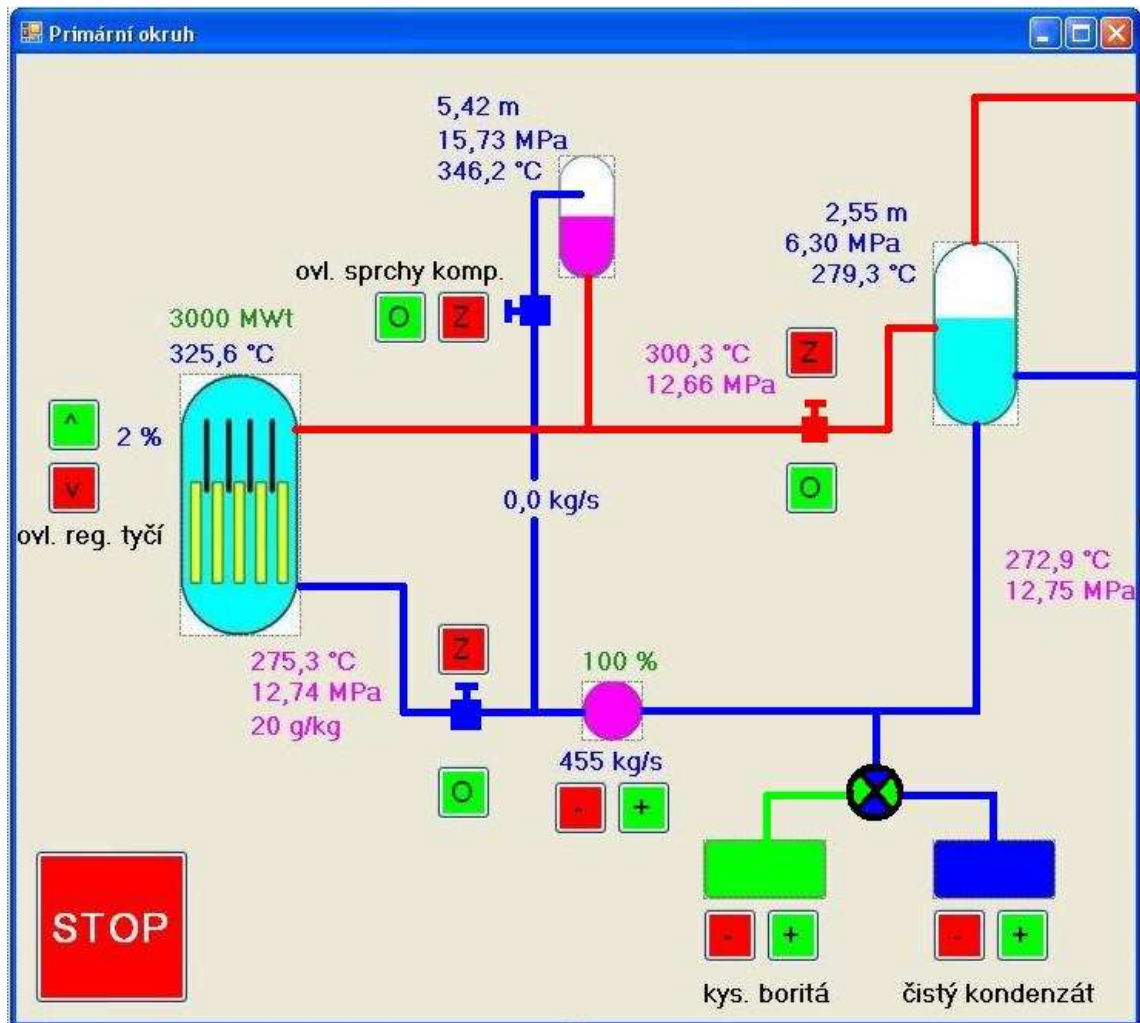 Primární okruh
5,42 m
15,73 MPa
346,2 °C
2,55 m
6,30 MPa
279,3 °C
ovl. sprchy komp.
O Z
3000 MWt
325,6 °C
300,3 °C
12,66 MPa
Z
^
2 %
v
ovl. reg. tyčí
O
0,0 kg/s
272,9 °C
12,75 MPa
275,3 °C
12,74 MPa
20 g/kg
Z
100 %
455 kg/s
O
- +
STOP
- +
- +
kys. boritá
čistý kondenzát